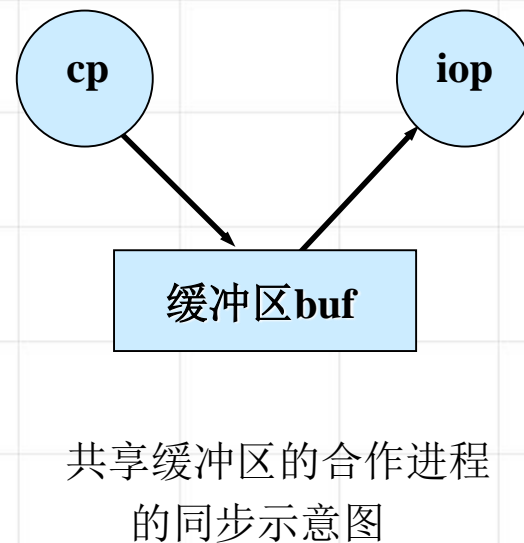 cp
iop
缓冲区buf
共享缓冲区的合作进程
的同步示意图